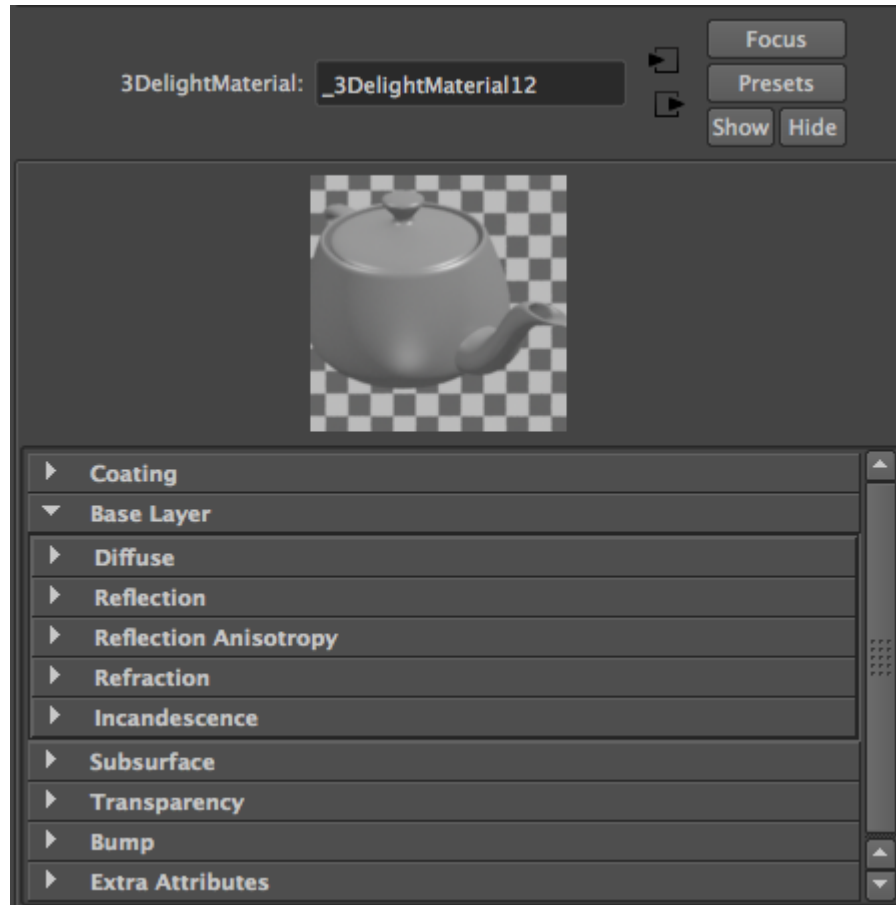 Focus
3DelightMaterial: _3DelightMaterial12
Presets
Show Hide
Coating
Base Layer
Diffuse
Reflection
Reflection Anisotropy
Refraction
Incandescence
Subsurface
Transparency
Bump
Extra Attributes